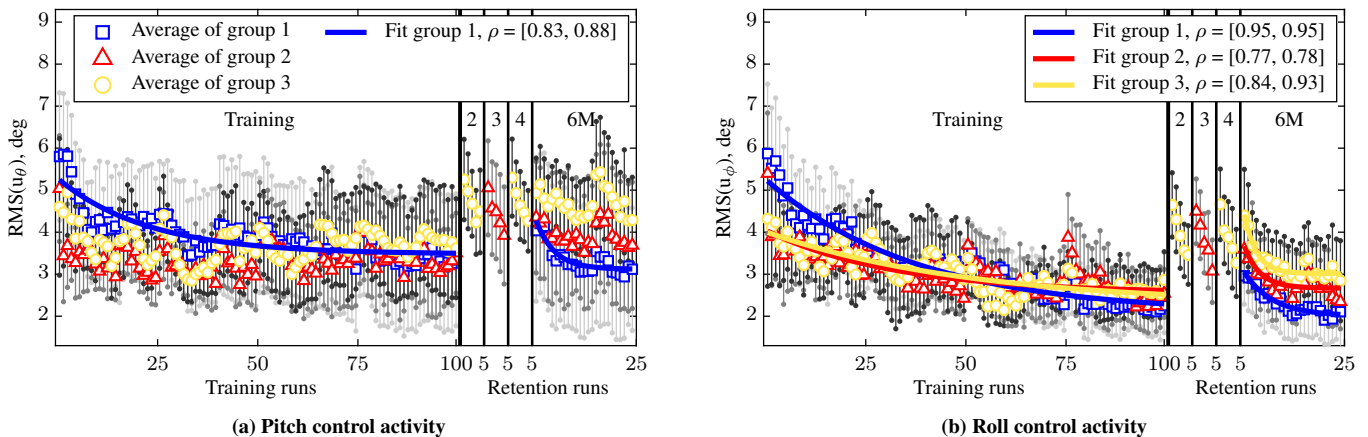 Average of group 1
Average of group 2
Average of group 3
Fit group 1, ρ = [0.83, 0.88]
RMS(u_θ), deg
9
8
7
6
5
4
3
2
Training
2
3
4
6M
25
50
75
100
5
5
5
25
Training runs
Retention runs
(a) Pitch control activity
Fit group 1, ρ = [0.95, 0.95]
Fit group 2, ρ = [0.77, 0.78]
Fit group 3, ρ = [0.84, 0.93]
RMS(u_ϕ), deg
9
8
7
6
5
4
3
2
Training
2
3
4
6M
25
50
75
100
5
5
5
25
Training runs
Retention runs
(b) Roll control activity